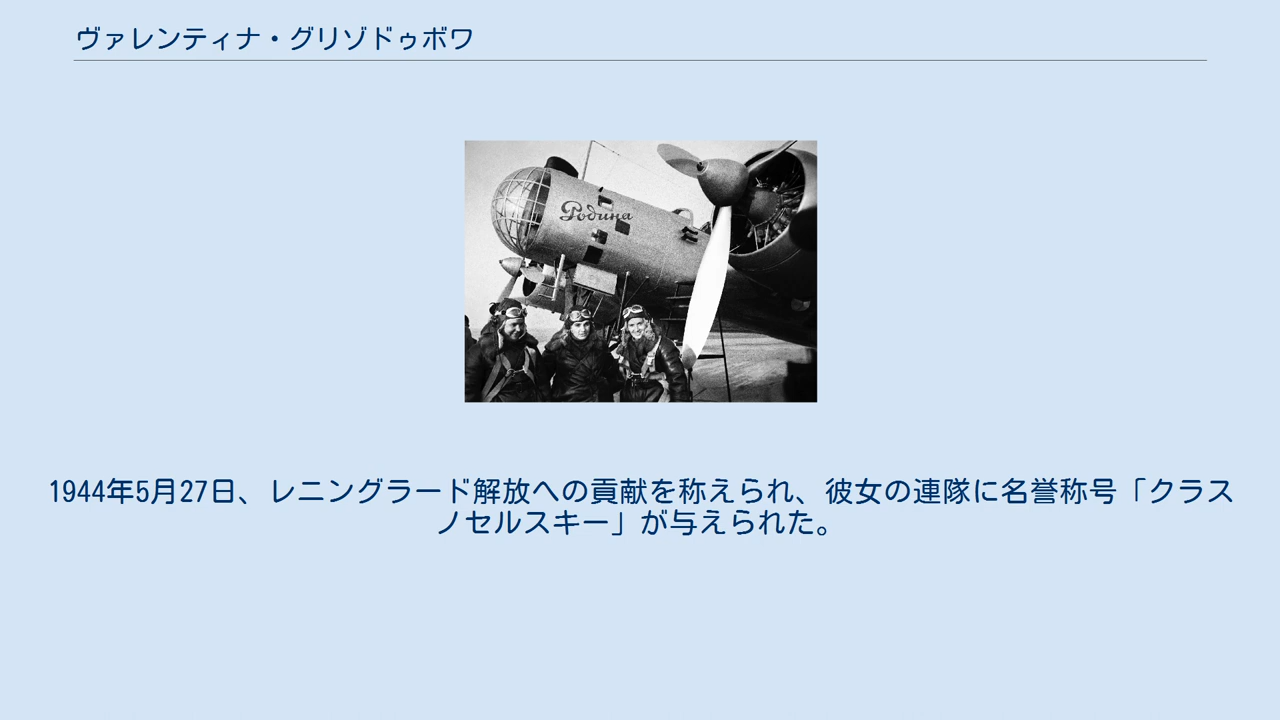 ヴァレンティナ・グリゾドゥボワ
Родина
1944年5月27日、レニングラード解放への貢献を称えられ、彼女の連隊に名誉称号「クラス
ノセルスキー」が与えられた。